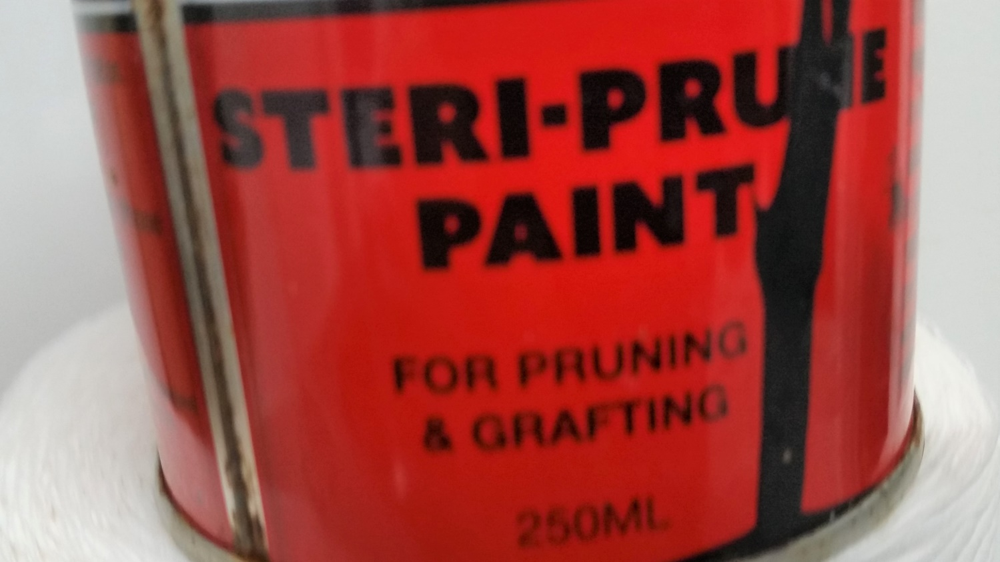 STERI-PRUNE
PAINT
FOR PRUNING
& GRAFTING
250ML